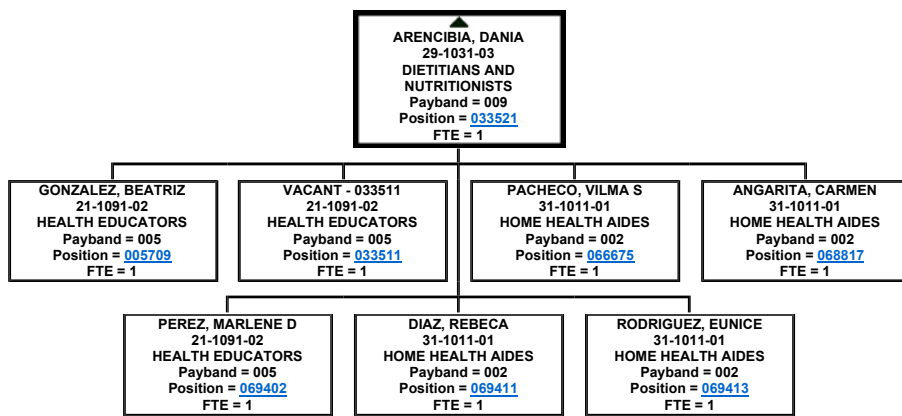 ARENCIBIA, DANIA
29-1031-03
DIETITIANS AND
NUTRITIONISTS
Payband = 009
Position = 033521
FTE = 1
GONZALEZ, BEATRIZ
21-1091-02
HEALTH EDUCATORS
Payband = 005
Position = 005709
FTE = 1
VACANT - 033511
21-1091-02
HEALTH EDUCATORS
Payband = 005
Position = 033511
FTE = 1
PACHECO, VILMA S
31-1011-01
HOME HEALTH AIDES
Payband = 002
Position = 066675
FTE = 1
ANGARITA, CARMEN
31-1011-01
HOME HEALTH AIDES
Payband = 002
Position = 068817
FTE = 1
PEREZ, MARLENE D
21-1091-02
HEALTH EDUCATORS
Payband = 005
Position = 069402
FTE = 1
DIAZ, REBECA
31-1011-01
HOME HEALTH AIDES
Payband = 002
Position = 069411
FTE = 1
RODRIGUEZ, EUNICE
31-1011-01
HOME HEALTH AIDES
Payband = 002
Position = 069413
FTE = 1